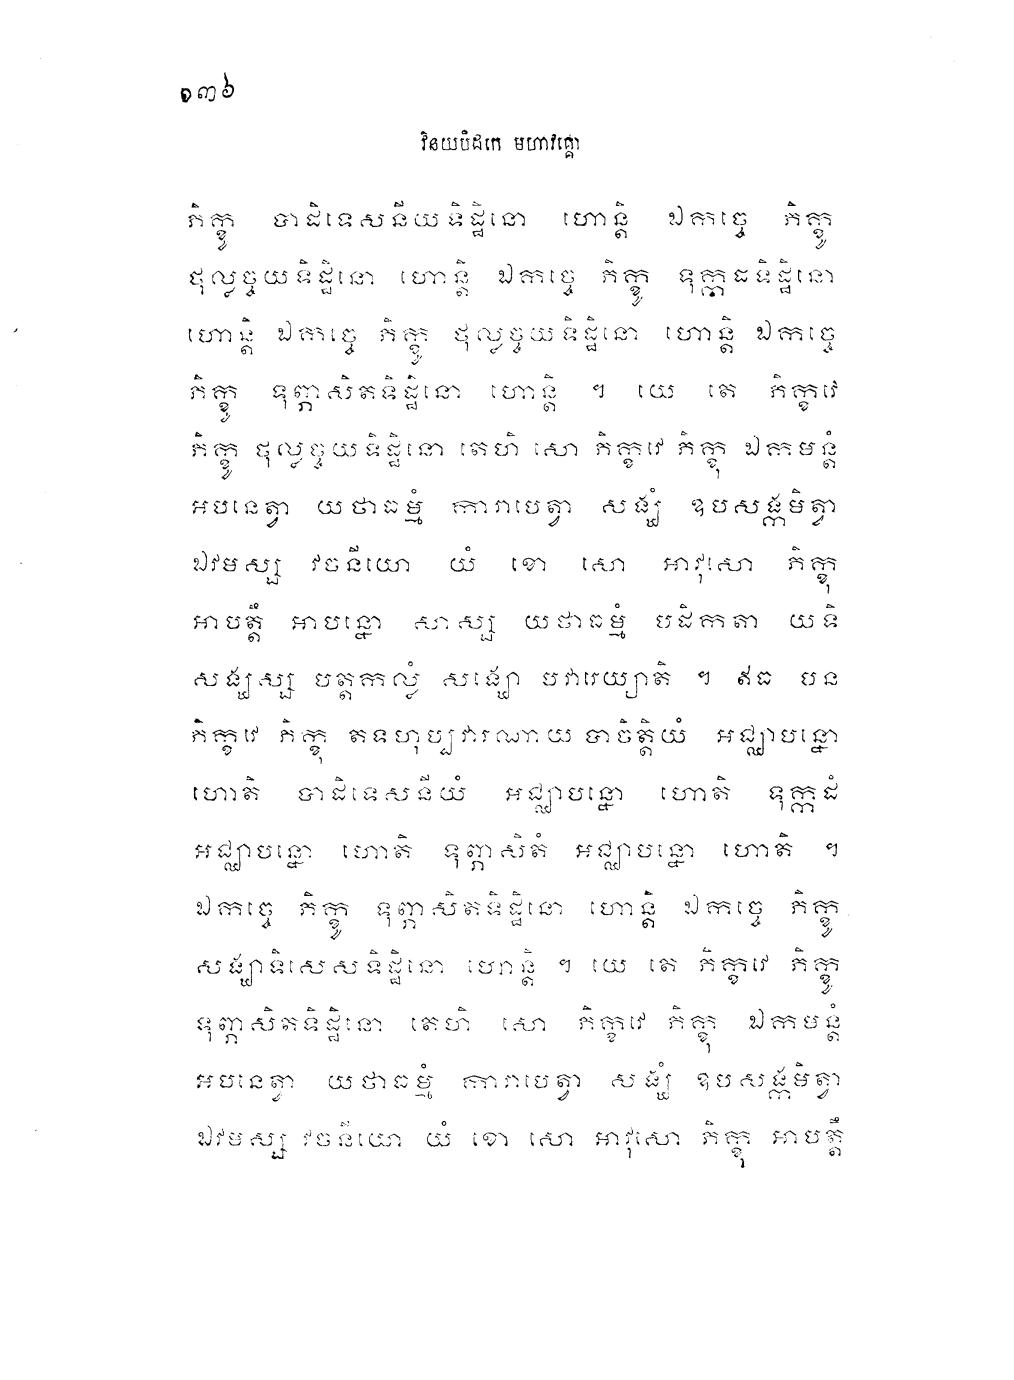 ១៣៦
វិនយបិដកេ មហាវគ្គោ
ភិក្ខូ បាដិទេសនីយទិដ្ឋិនោ ហោន្តិ ឯកច្ចេ ភិក្ខូ
ថុល្លច្ចយទិដ្ឋិនោ ហោន្តិ ឯកច្ចេ ភិក្ខូ ទុក្កដទិដ្ឋិនោ
ហោន្តិ ឯកច្ចេ ភិក្ខូ ថុល្លច្ចយទិដ្ឋិនោ ហោន្តិ ឯកច្ចេ
ភិក្ខូ ទុព្ភាសិតទិដ្ឋិនោ ហោន្តិ ។ យេ តេ ភិក្ខវេ
ភិក្ខូ ថុល្លច្ចយទិដ្ឋិនោ តេហិ សោ ភិក្ខវេ ភិក្ខុ ឯកមន្តំ
អបនេត្វា យថាធម្មំ ការាបេត្វា សង្ឃំ ឧបសង្កមិត្វា
ឯវមស្ស វចនីយោ យំ ខោ សោ អាវុសោ ភិក្ខុ
អាបត្តឹ អាបន្នោ សាស្ស យថាធម្មំ បដិកតា យទិ
សង្ឃស្ស បត្តកល្លំ សង្ឃោ បវារេយ្យាតិ ។ ឥធ បន
ភិក្ខវេ ភិក្ខុ តទហុប្បវារណាយ បាចិត្តិយំ អជ្ឈាបន្នោ
ហោតិ បាដិទេសនីយំ អជ្ឈាបន្នោ ហោតិ ទុក្កដំ
អជ្ឈាបន្នោ ហោតិ ទុព្ភាសិតំ អជ្ឈាបន្នោ ហោតិ ។
ឯកច្ចេ ភិក្ខូ ទុព្ភាសិតទិដ្ឋិនោ ហោន្តិ ឯកច្ចេ ភិក្ខូ
សង្ឃាទិសេសទិដ្ឋិនោ ហោន្តិ ។ យេ តេ ភិក្ខវេ ភិក្ខូ
ទុព្ភាសិតទិដ្ឋិនោ តេហិ សោ ភិក្ខវេ ភិក្ខុ ឯកមន្តំ
អបនេត្វា យថាធម្មំ ការាបេត្វា សង្ឃំ ឧបសង្កមិត្វា
ឯវមស្ស វចនីយោ យំ ខោ សោ អាវុសោ ភិក្ខុ អាបត្តឹ